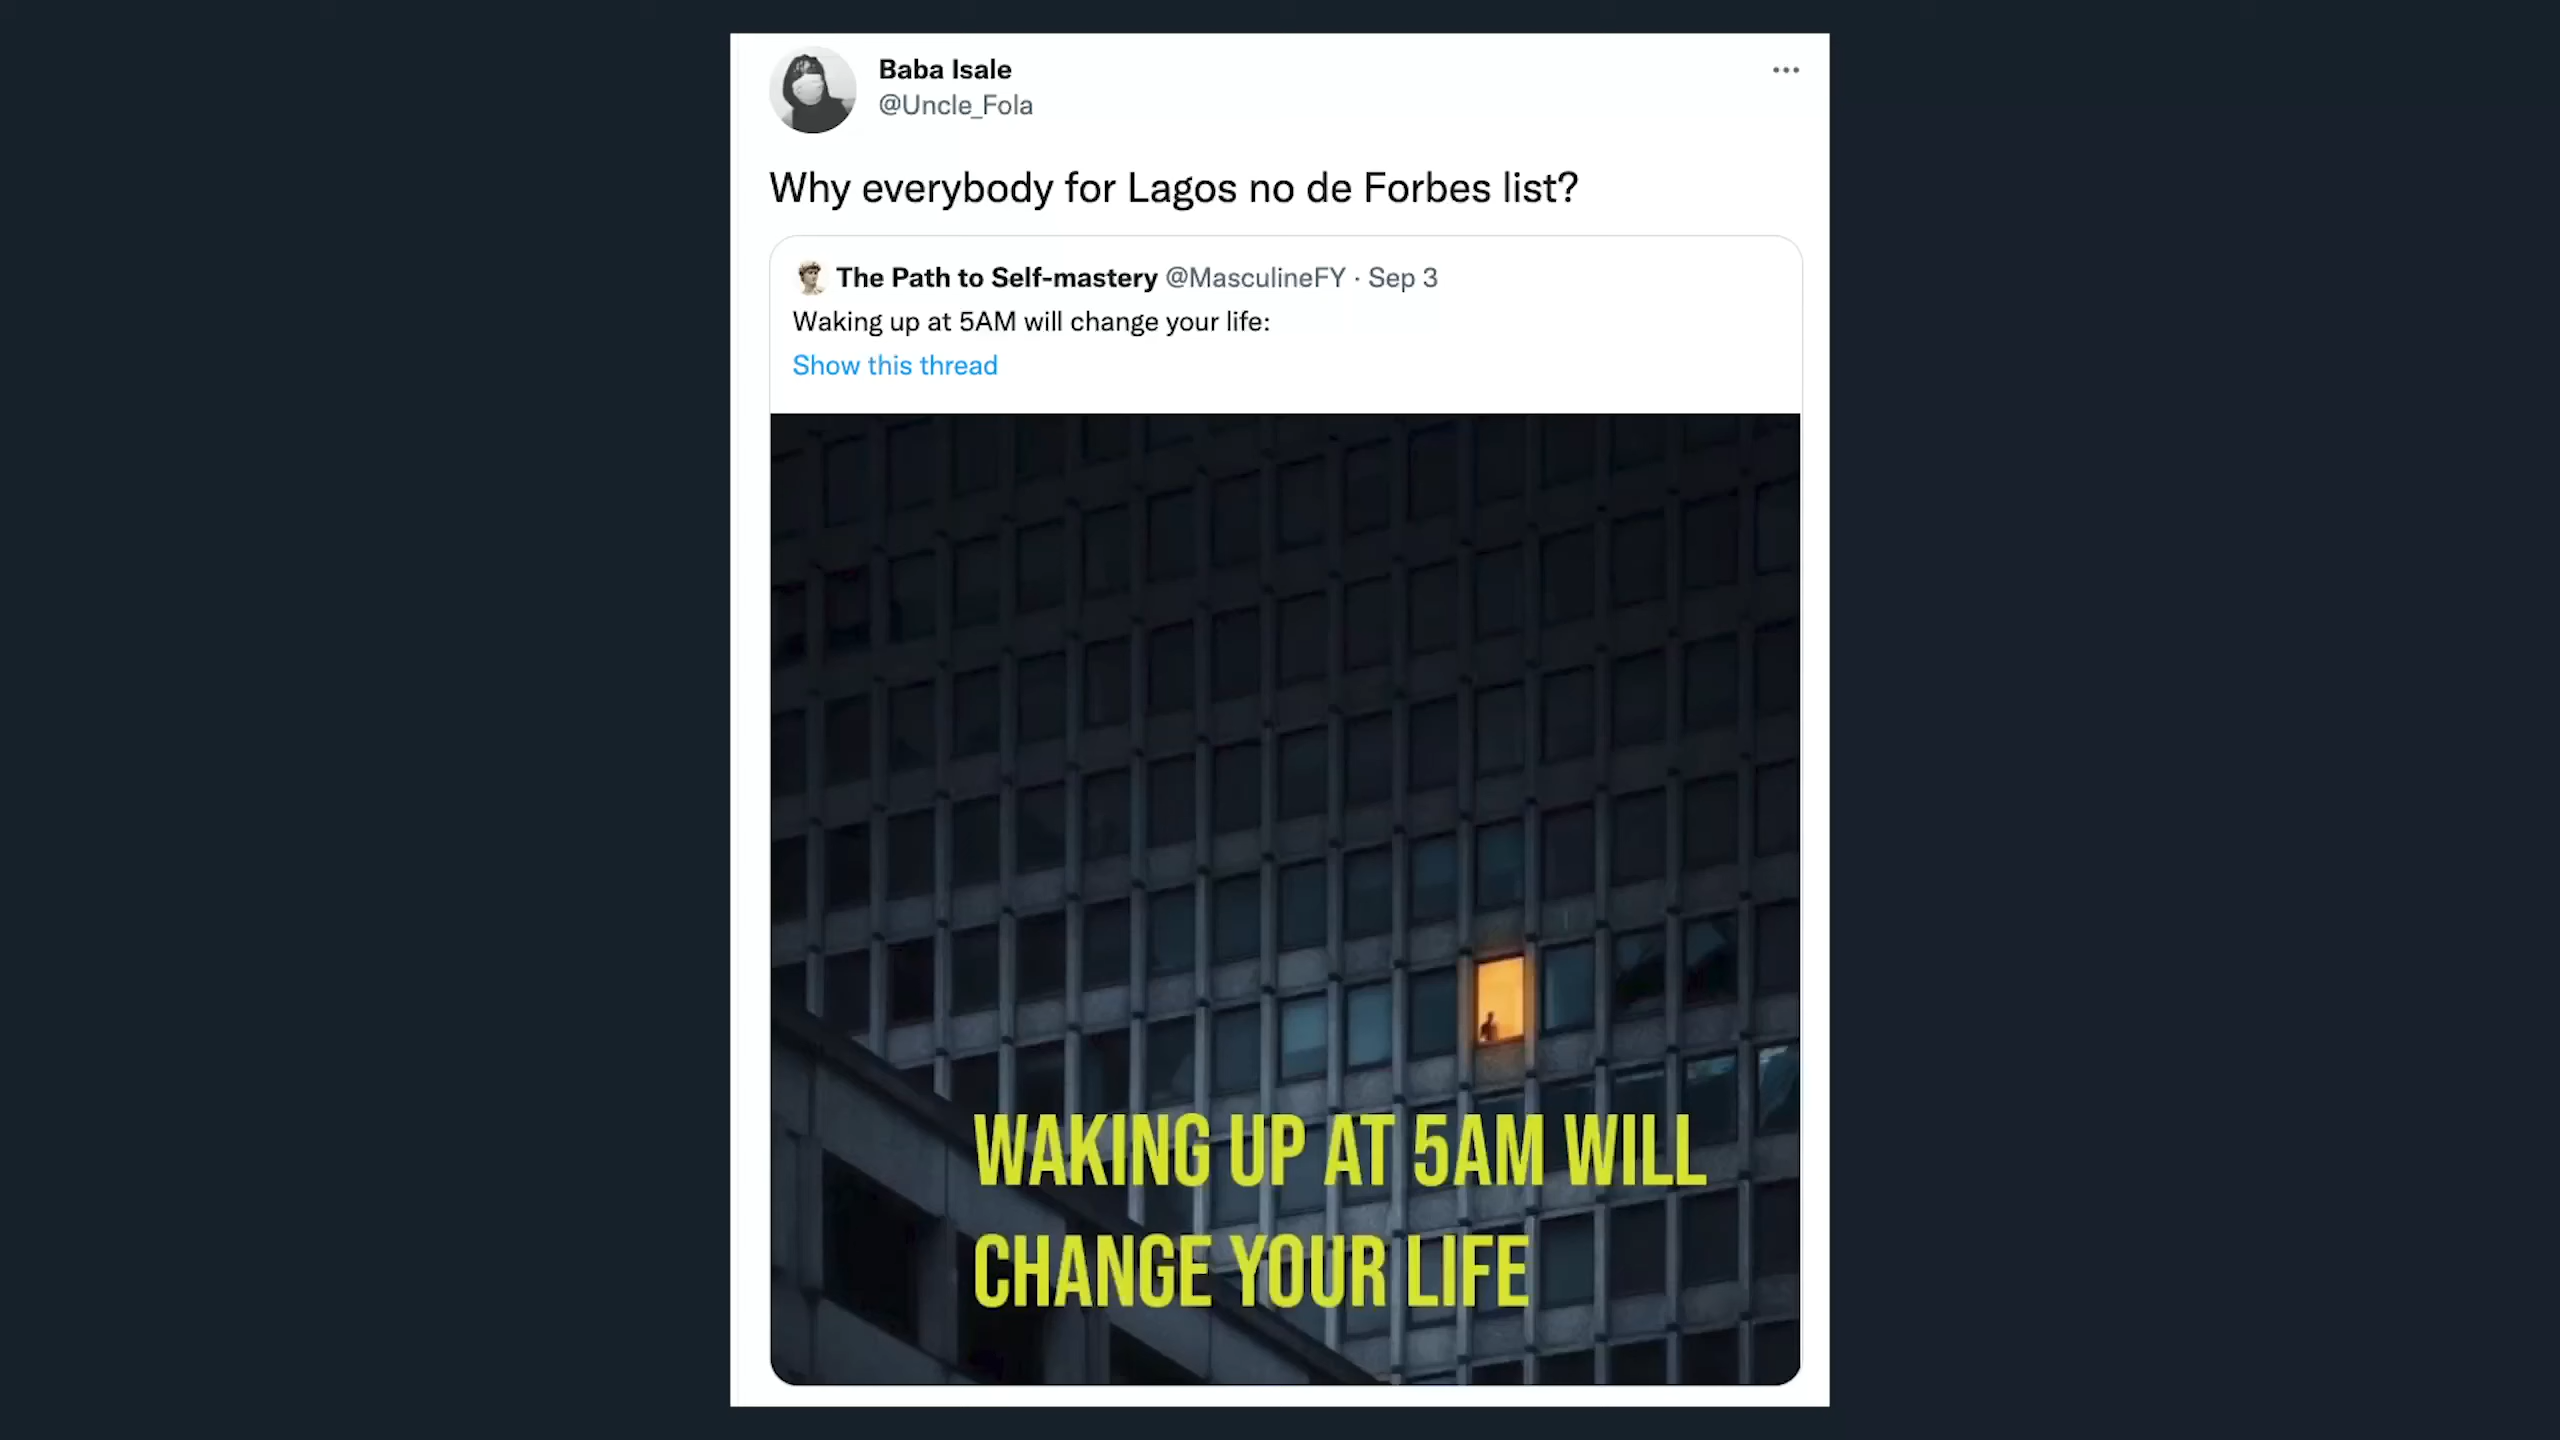 Baba Isale
@Uncle_Fola
Why everybody for Lagos no de Forbes list?
The Path to Self-mastery @MasculineFY · Sep 3
Waking up at 5AM will change your life:
Show this thread
WAKING UP AT 5AM WILL
CHANGE YOUR LIFE